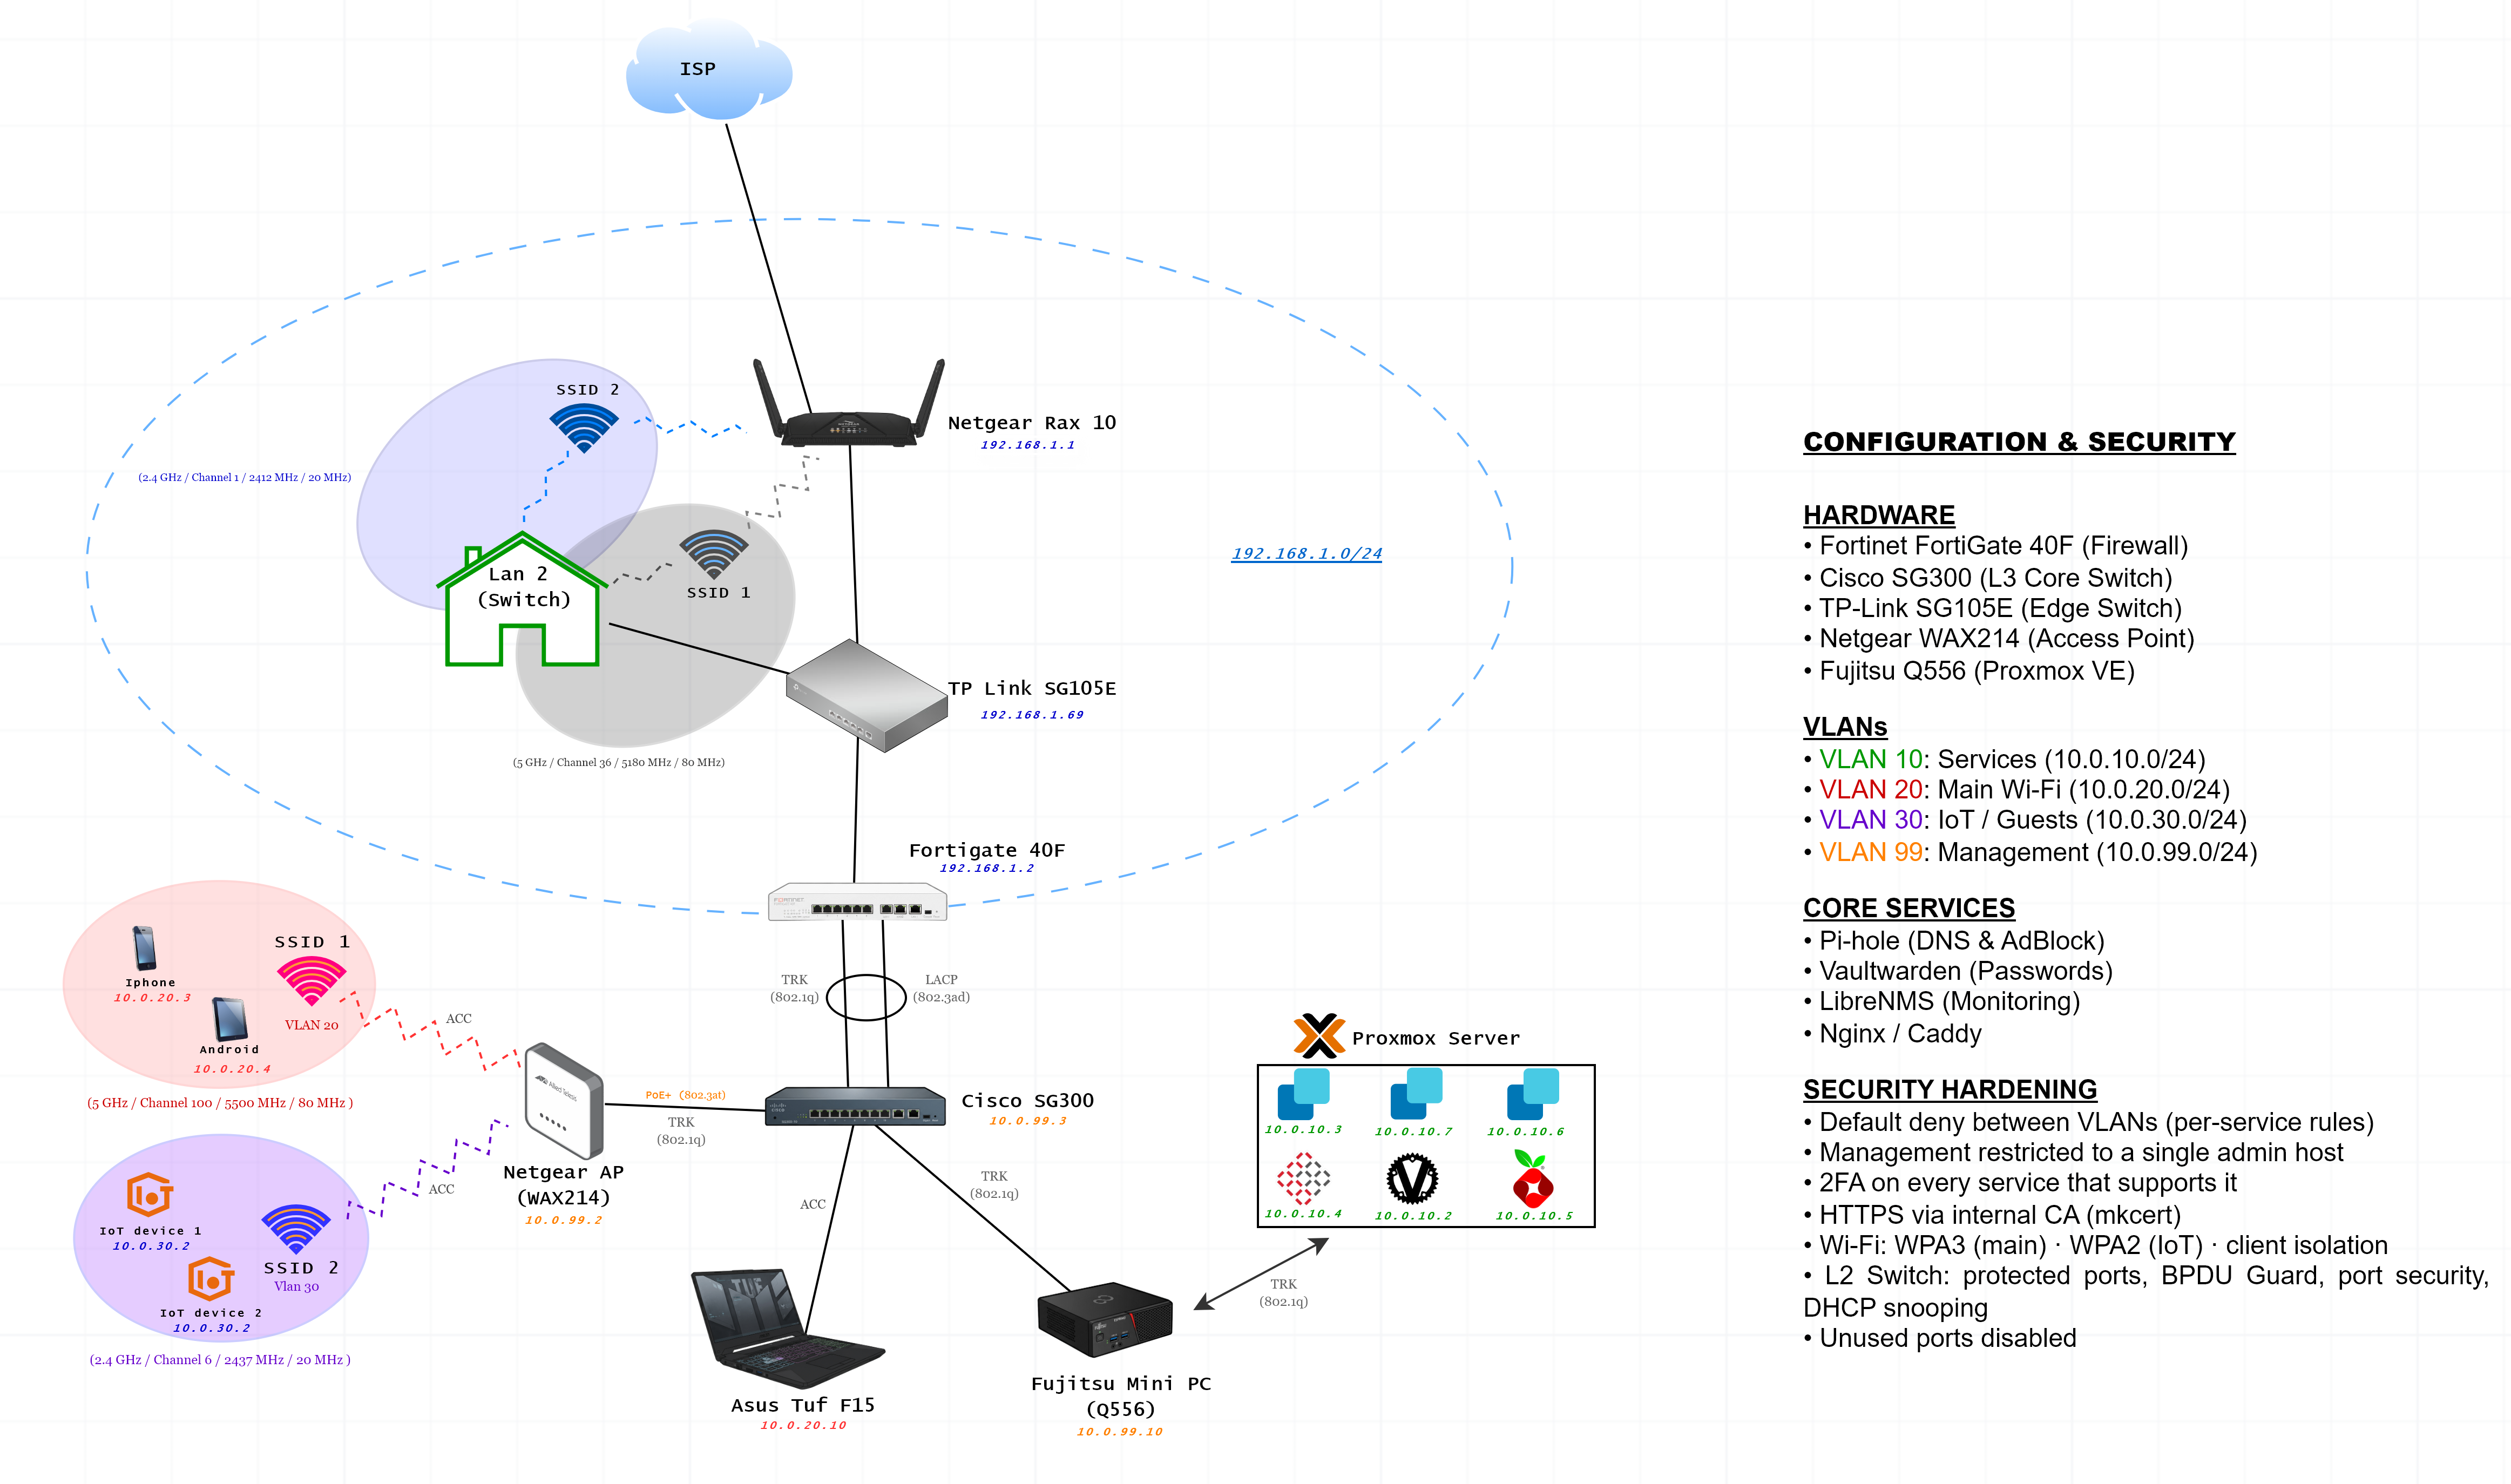 ISP
SSID 2
Netgear Rax 10
192.168.1.1
(2.4 GHz / Channel 1 / 2412 MHz / 20 MHz)
192.168.1.0/24
Lan 2
(Switch)
SSID 1
TP Link SG105E
192.168.1.69
(5 GHz / Channel 36 / 5180 MHz / 80 MHz)
Fortigate 40F
192.168.1.2
FORTINET
SSID 1
Iphone
10.0.20.3
VLAN 20
Android
10.0.20.4
(5 GHz / Channel 100 / 5500 MHz / 80 MHz )
ACC
TRK
(802.1q)
LACP
(802.3ad)
Allied Telesis
PoE+ (802.3at)
TRK
(802.1q)
Cisco SG300
10.0.99.3
Netgear AP
(WAX214)
10.0.99.2
ACC
IoT
IoT device 1
10.0.30.2
SSID 2
Vlan 30
IoT
IoT device 2
10.0.30.2
(2.4 GHz / Channel 6 / 2437 MHz / 20 MHz )
ACC
TRK
(802.1q)
TUF
Asus Tuf F15
10.0.20.10
Fujitsu Mini PC
(Q556)
10.0.99.10
TRK
(802.1q)
Proxmox Server
10.0.10.3
10.0.10.7
10.0.10.6
10.0.10.4
10.0.10.2
10.0.10.5
CONFIGURATION & SECURITY
HARDWARE
• Fortinet FortiGate 40F (Firewall)
• Cisco SG300 (L3 Core Switch)
• TP-Link SG105E (Edge Switch)
• Netgear WAX214 (Access Point)
• Fujitsu Q556 (Proxmox VE)
VLANs
• VLAN 10: Services (10.0.10.0/24)
• VLAN 20: Main Wi-Fi (10.0.20.0/24)
• VLAN 30: IoT / Guests (10.0.30.0/24)
• VLAN 99: Management (10.0.99.0/24)
CORE SERVICES
• Pi-hole (DNS & AdBlock)
• Vaultwarden (Passwords)
• LibreNMS (Monitoring)
• Nginx / Caddy
SECURITY HARDENING
• Default deny between VLANs (per-service rules)
• Management restricted to a single admin host
• 2FA on every service that supports it
• HTTPS via internal CA (mkcert)
• Wi-Fi: WPA3 (main) · WPA2 (IoT) · client isolation
• L2 Switch: protected ports, BPDU Guard, port security,
DHCP snooping
• Unused ports disabled